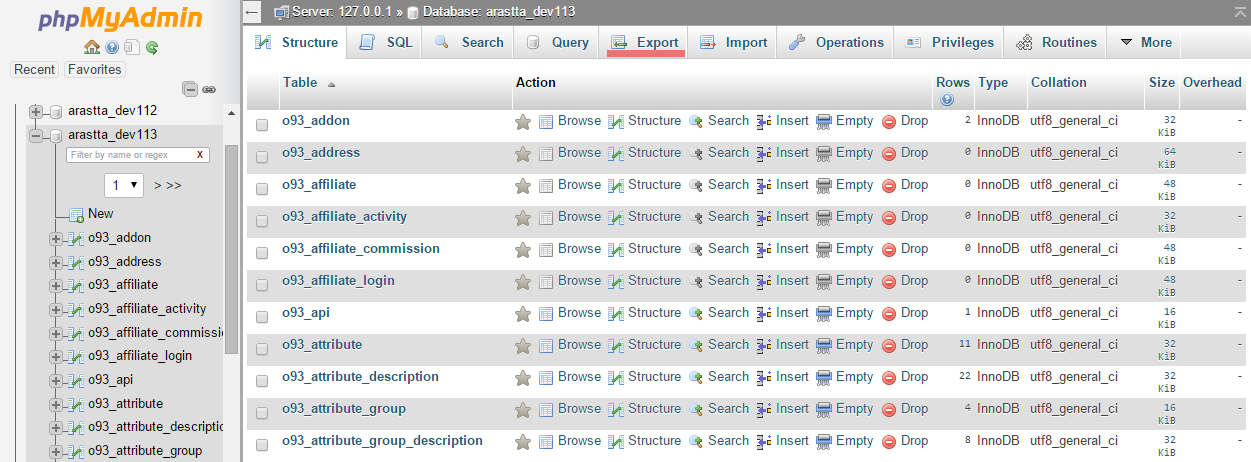 phpMyAdmin
Recent Favorites
arastta_dev112
arastta_dev113
Filter by name or regex X
1 > >>
New
o93_addon
o93_address
o93_affiliate
o93_affiliate_activity
o93_affiliate_commissio
o93_affiliate_login
o93_api
o93_attribute
o93_attribute_descriptio
o93_attribute_group
Server: 127.0.0.1 » Database: arastta_dev113
Structure SQL Search Query Export Import Operations Privileges Routines More
Table Action Rows Type Collation Size Overhead
o93_addon Browse Structure Search Insert Empty Drop 2 InnoDB utf8_general_ci 32 KiB -
o93_address Browse Structure Search Insert Empty Drop 0 InnoDB utf8_general_ci 64 KiB -
o93_affiliate Browse Structure Search Insert Empty Drop 0 InnoDB utf8_general_ci 48 KiB -
o93_affiliate_activity Browse Structure Search Insert Empty Drop 0 InnoDB utf8_general_ci 32 KiB -
o93_affiliate_commission Browse Structure Search Insert Empty Drop 0 InnoDB utf8_general_ci 48 KiB -
o93_affiliate_login Browse Structure Search Insert Empty Drop 0 InnoDB utf8_general_ci 48 KiB -
o93_api Browse Structure Search Insert Empty Drop 1 InnoDB utf8_general_ci 16 KiB -
o93_attribute Browse Structure Search Insert Empty Drop 11 InnoDB utf8_general_ci 32 KiB -
o93_attribute_description Browse Structure Search Insert Empty Drop 22 InnoDB utf8_general_ci 32 KiB -
o93_attribute_group Browse Structure Search Insert Empty Drop 4 InnoDB utf8_general_ci 16 KiB -
o93_attribute_group_description Browse Structure Search Insert Empty Drop 8 InnoDB utf8_general_ci 32 KiB -